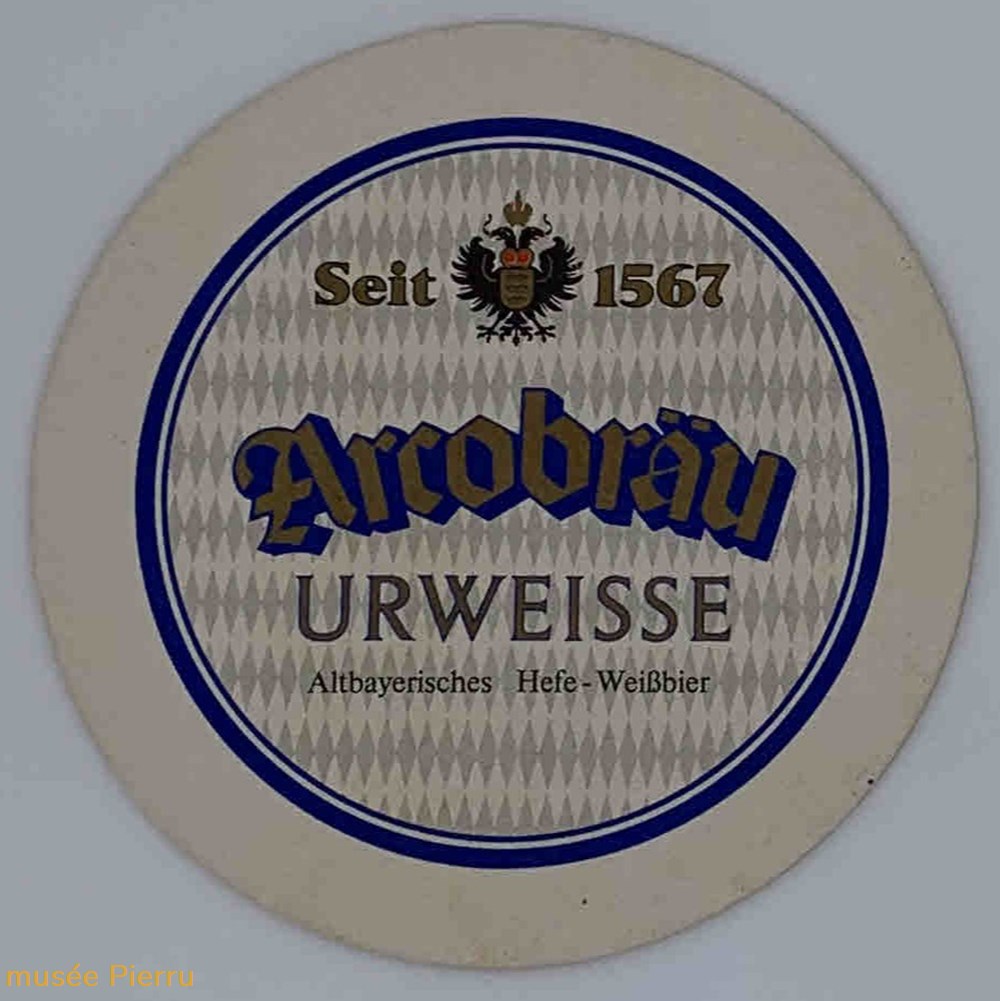 Seit 1567
Arcobräu
URWEISSE
Altbayerisches Hefe-Weißbier
musée Pierru